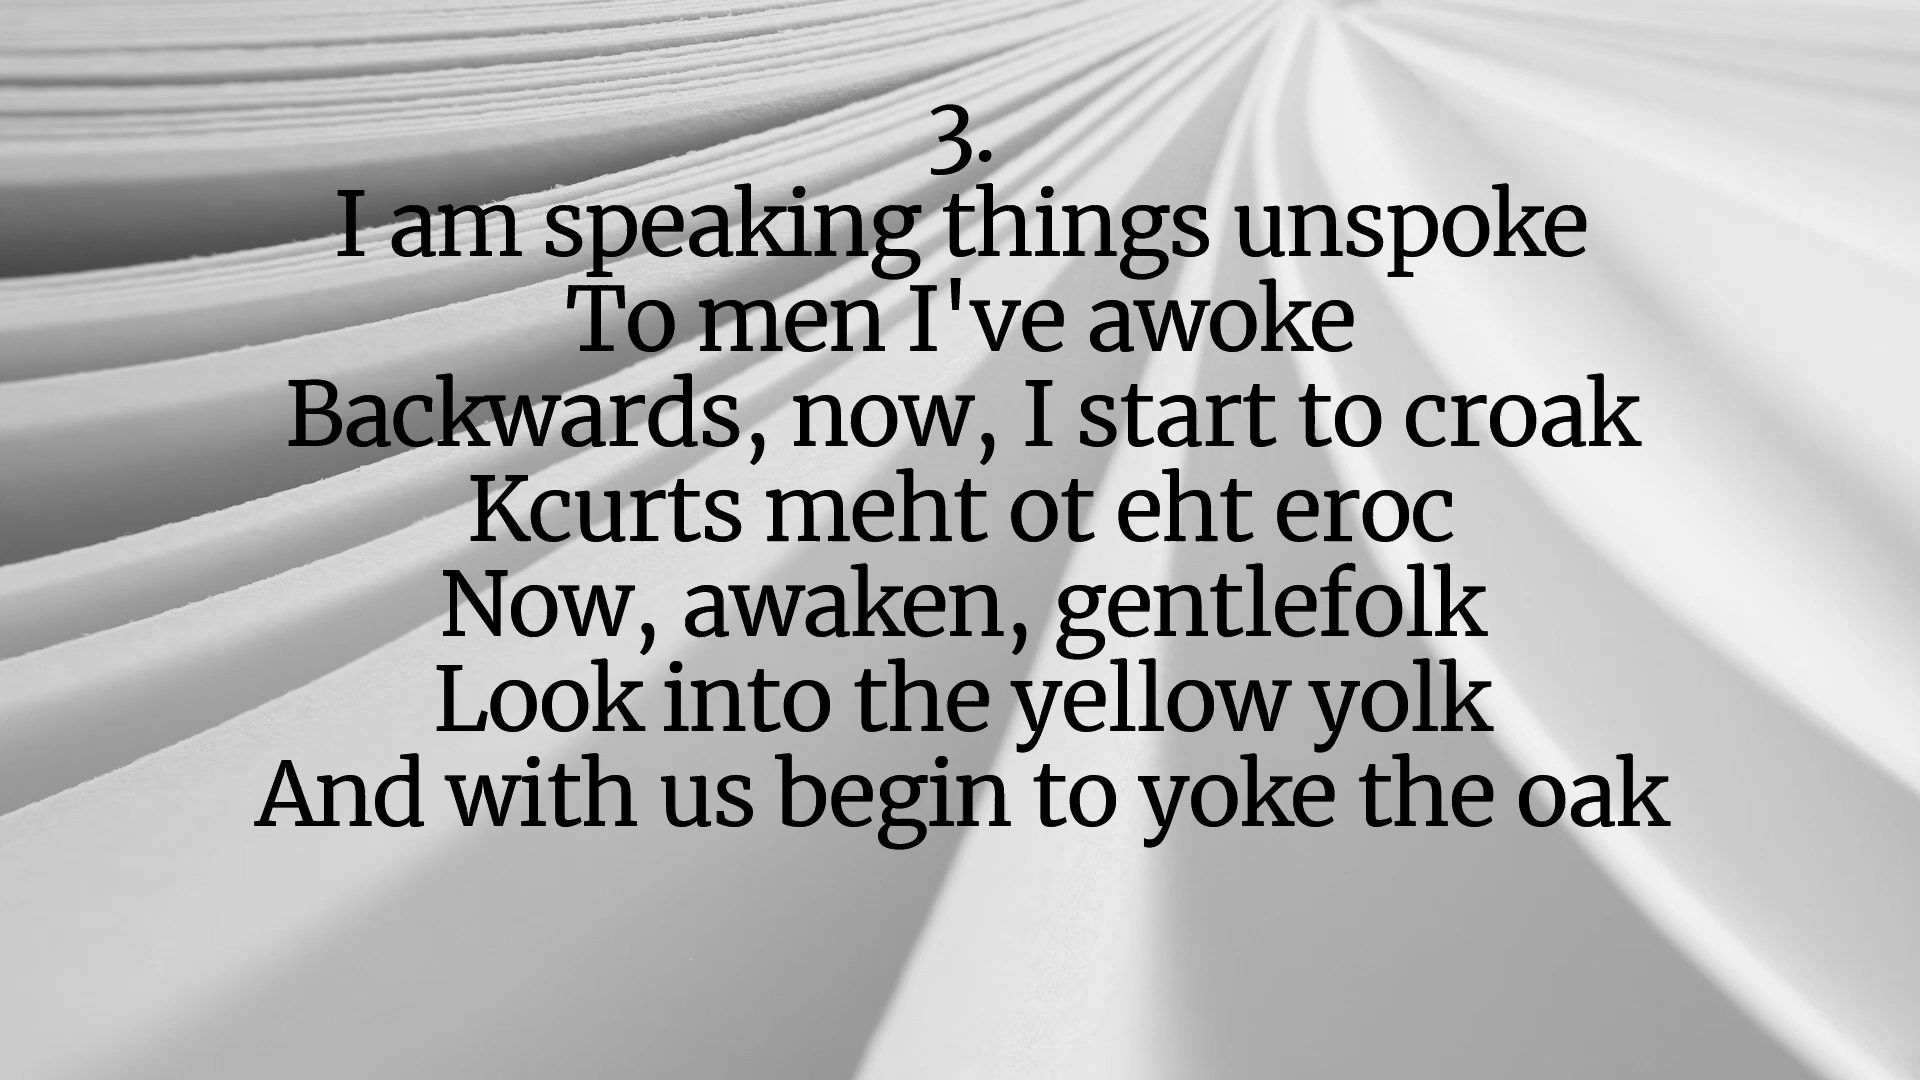 3.
I am speaking things unspoke
To men I've awoke
Backwards, now, I start to croak
Kcurts meht ot eht eroc
Now, awaken, gentlefolk
Look into the yellow yolk
And with us begin to yoke the oak